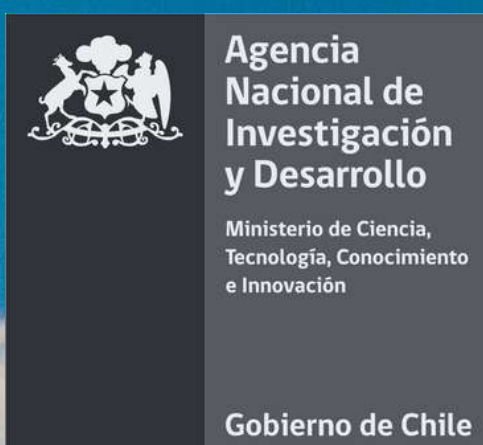 Agencia
Nacional de
Investigación
y Desarrollo
Ministerio de Ciencia,
Tecnología, Conocimiento
e Innovación
Gobierno de Chile